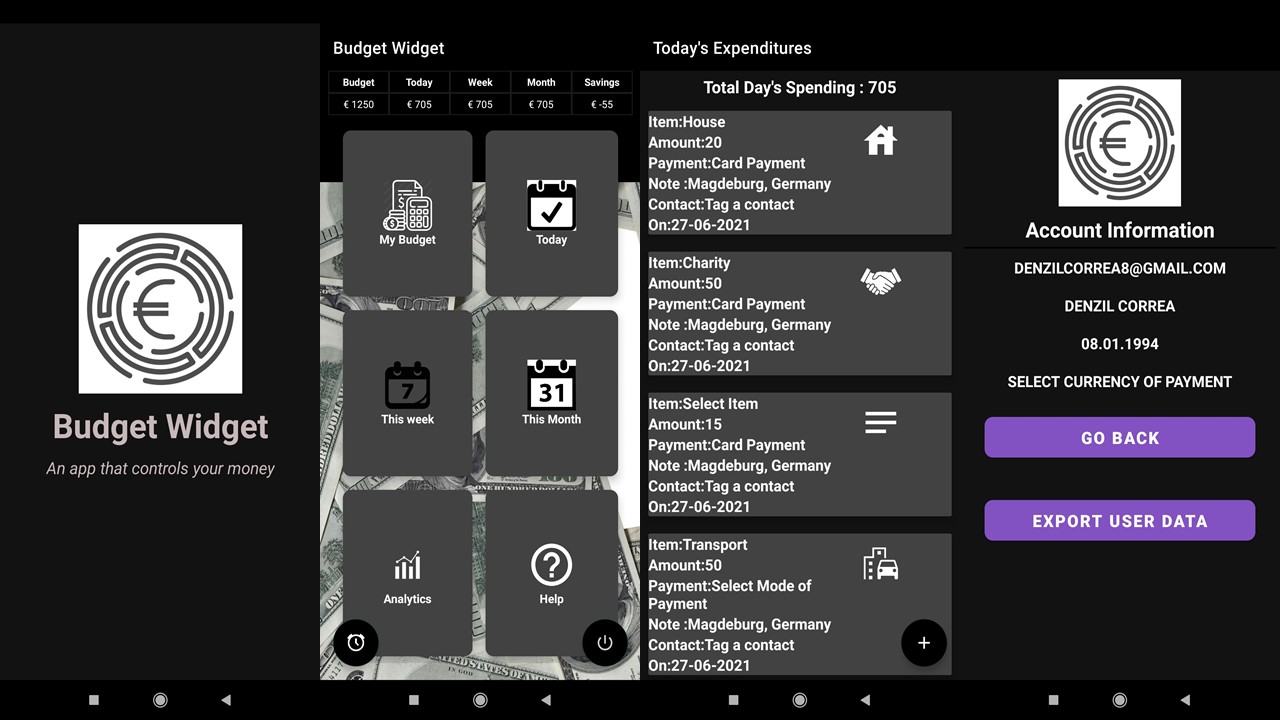 Budget Widget
An app that controls your money
Budget Widget
Budget Today Week Month Savings
€ 1250 € 705 € 705 € 705 € -55
My Budget
Today
7
This week
31
This Month
Analytics
Help
Today's Expenditures
Total Day's Spending : 705
Item:House
Amount:20
Payment:Card Payment
Note :Magdeburg, Germany
Contact:Tag a contact
On:27-06-2021
Item:Charity
Amount:50
Payment:Card Payment
Note :Magdeburg, Germany
Contact:Tag a contact
On:27-06-2021
Item:Select Item
Amount:15
Payment:Card Payment
Note :Magdeburg, Germany
Contact:Tag a contact
On:27-06-2021
Item:Transport
Amount:50
Payment:Select Mode of
Payment
Note :Magdeburg, Germany
Contact:Tag a contact
On:27-06-2021
Account Information
DENZILCORREA8@GMAIL.COM
DENZIL CORREA
08.01.1994
SELECT CURRENCY OF PAYMENT
GO BACK
EXPORT USER DATA